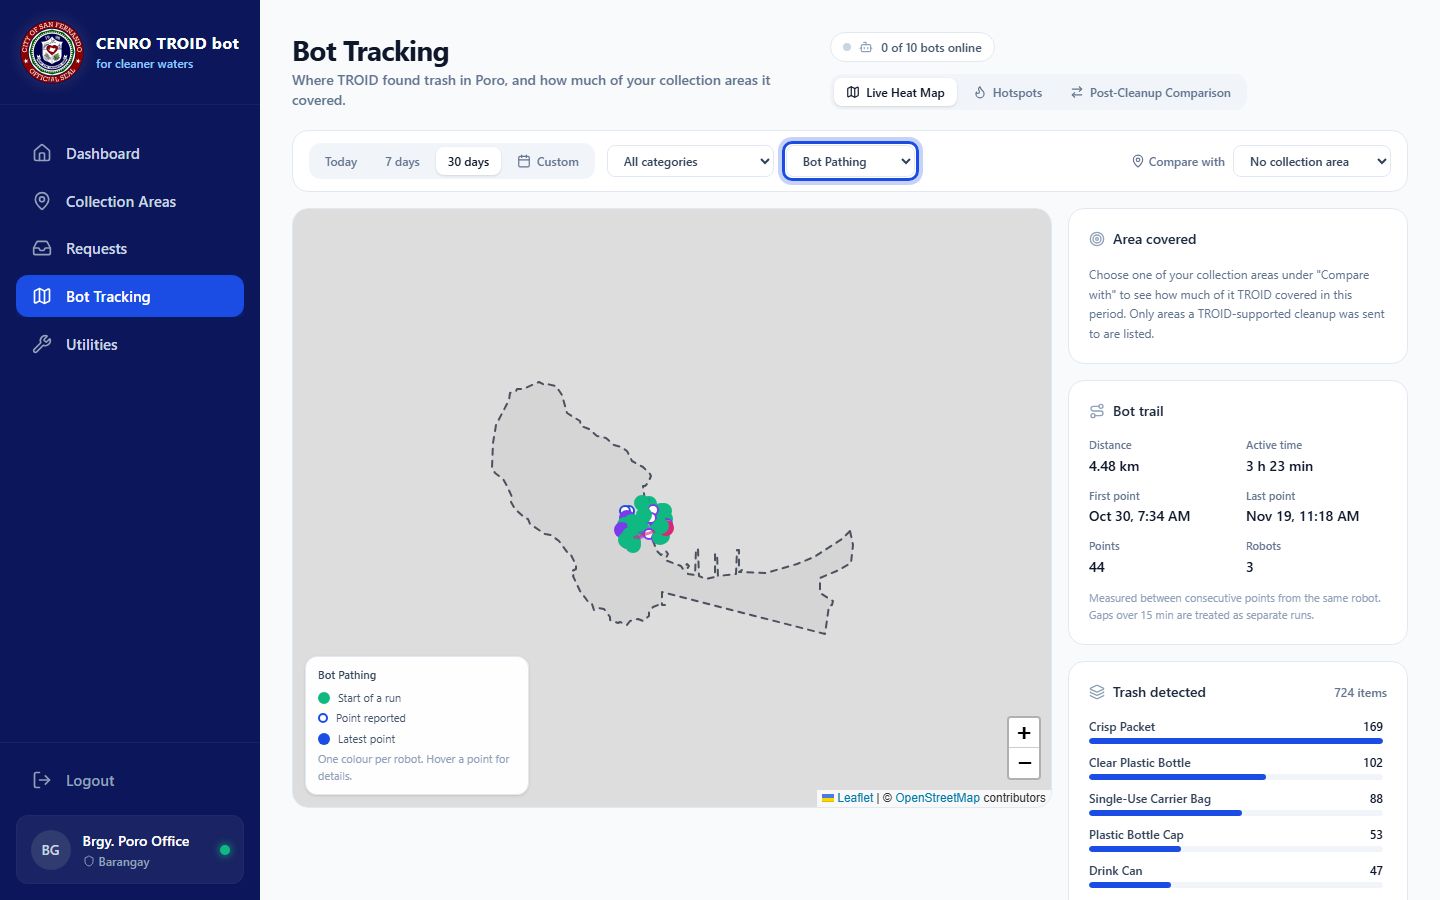 CITY OF SAN FERNANDO
OFFICIAL SEAL
CENRO TROID bot
for cleaner waters
Dashboard
Collection Areas
Requests
Bot Tracking
Utilities
Logout
BG
Brgy. Poro Office
Barangay
Bot Tracking
Where TROID found trash in Poro, and how much of your collection areas it
covered.
0 of 10 bots online
Live Heat Map
Hotspots
Post-Cleanup Comparison
Today
7 days
30 days
Custom
All categories
Bot Pathing
Compare with
No collection area
Bot Pathing
Start of a run
Point reported
Latest point
One colour per robot. Hover a point for
details.
+
−
Leaflet | © OpenStreetMap contributors
Area covered
Choose one of your collection areas under "Compare
with" to see how much of it TROID covered in this
period. Only areas a TROID-supported cleanup was sent
to are listed.
Bot trail
Distance
Active time
4.48 km
3 h 23 min
First point
Last point
Oct 30, 7:34 AM
Nov 19, 11:18 AM
Points
Robots
44
3
Measured between consecutive points from the same robot.
Gaps over 15 min are treated as separate runs.
Trash detected
724 items
Crisp Packet
169
Clear Plastic Bottle
102
Single-Use Carrier Bag
88
Plastic Bottle Cap
53
Drink Can
47